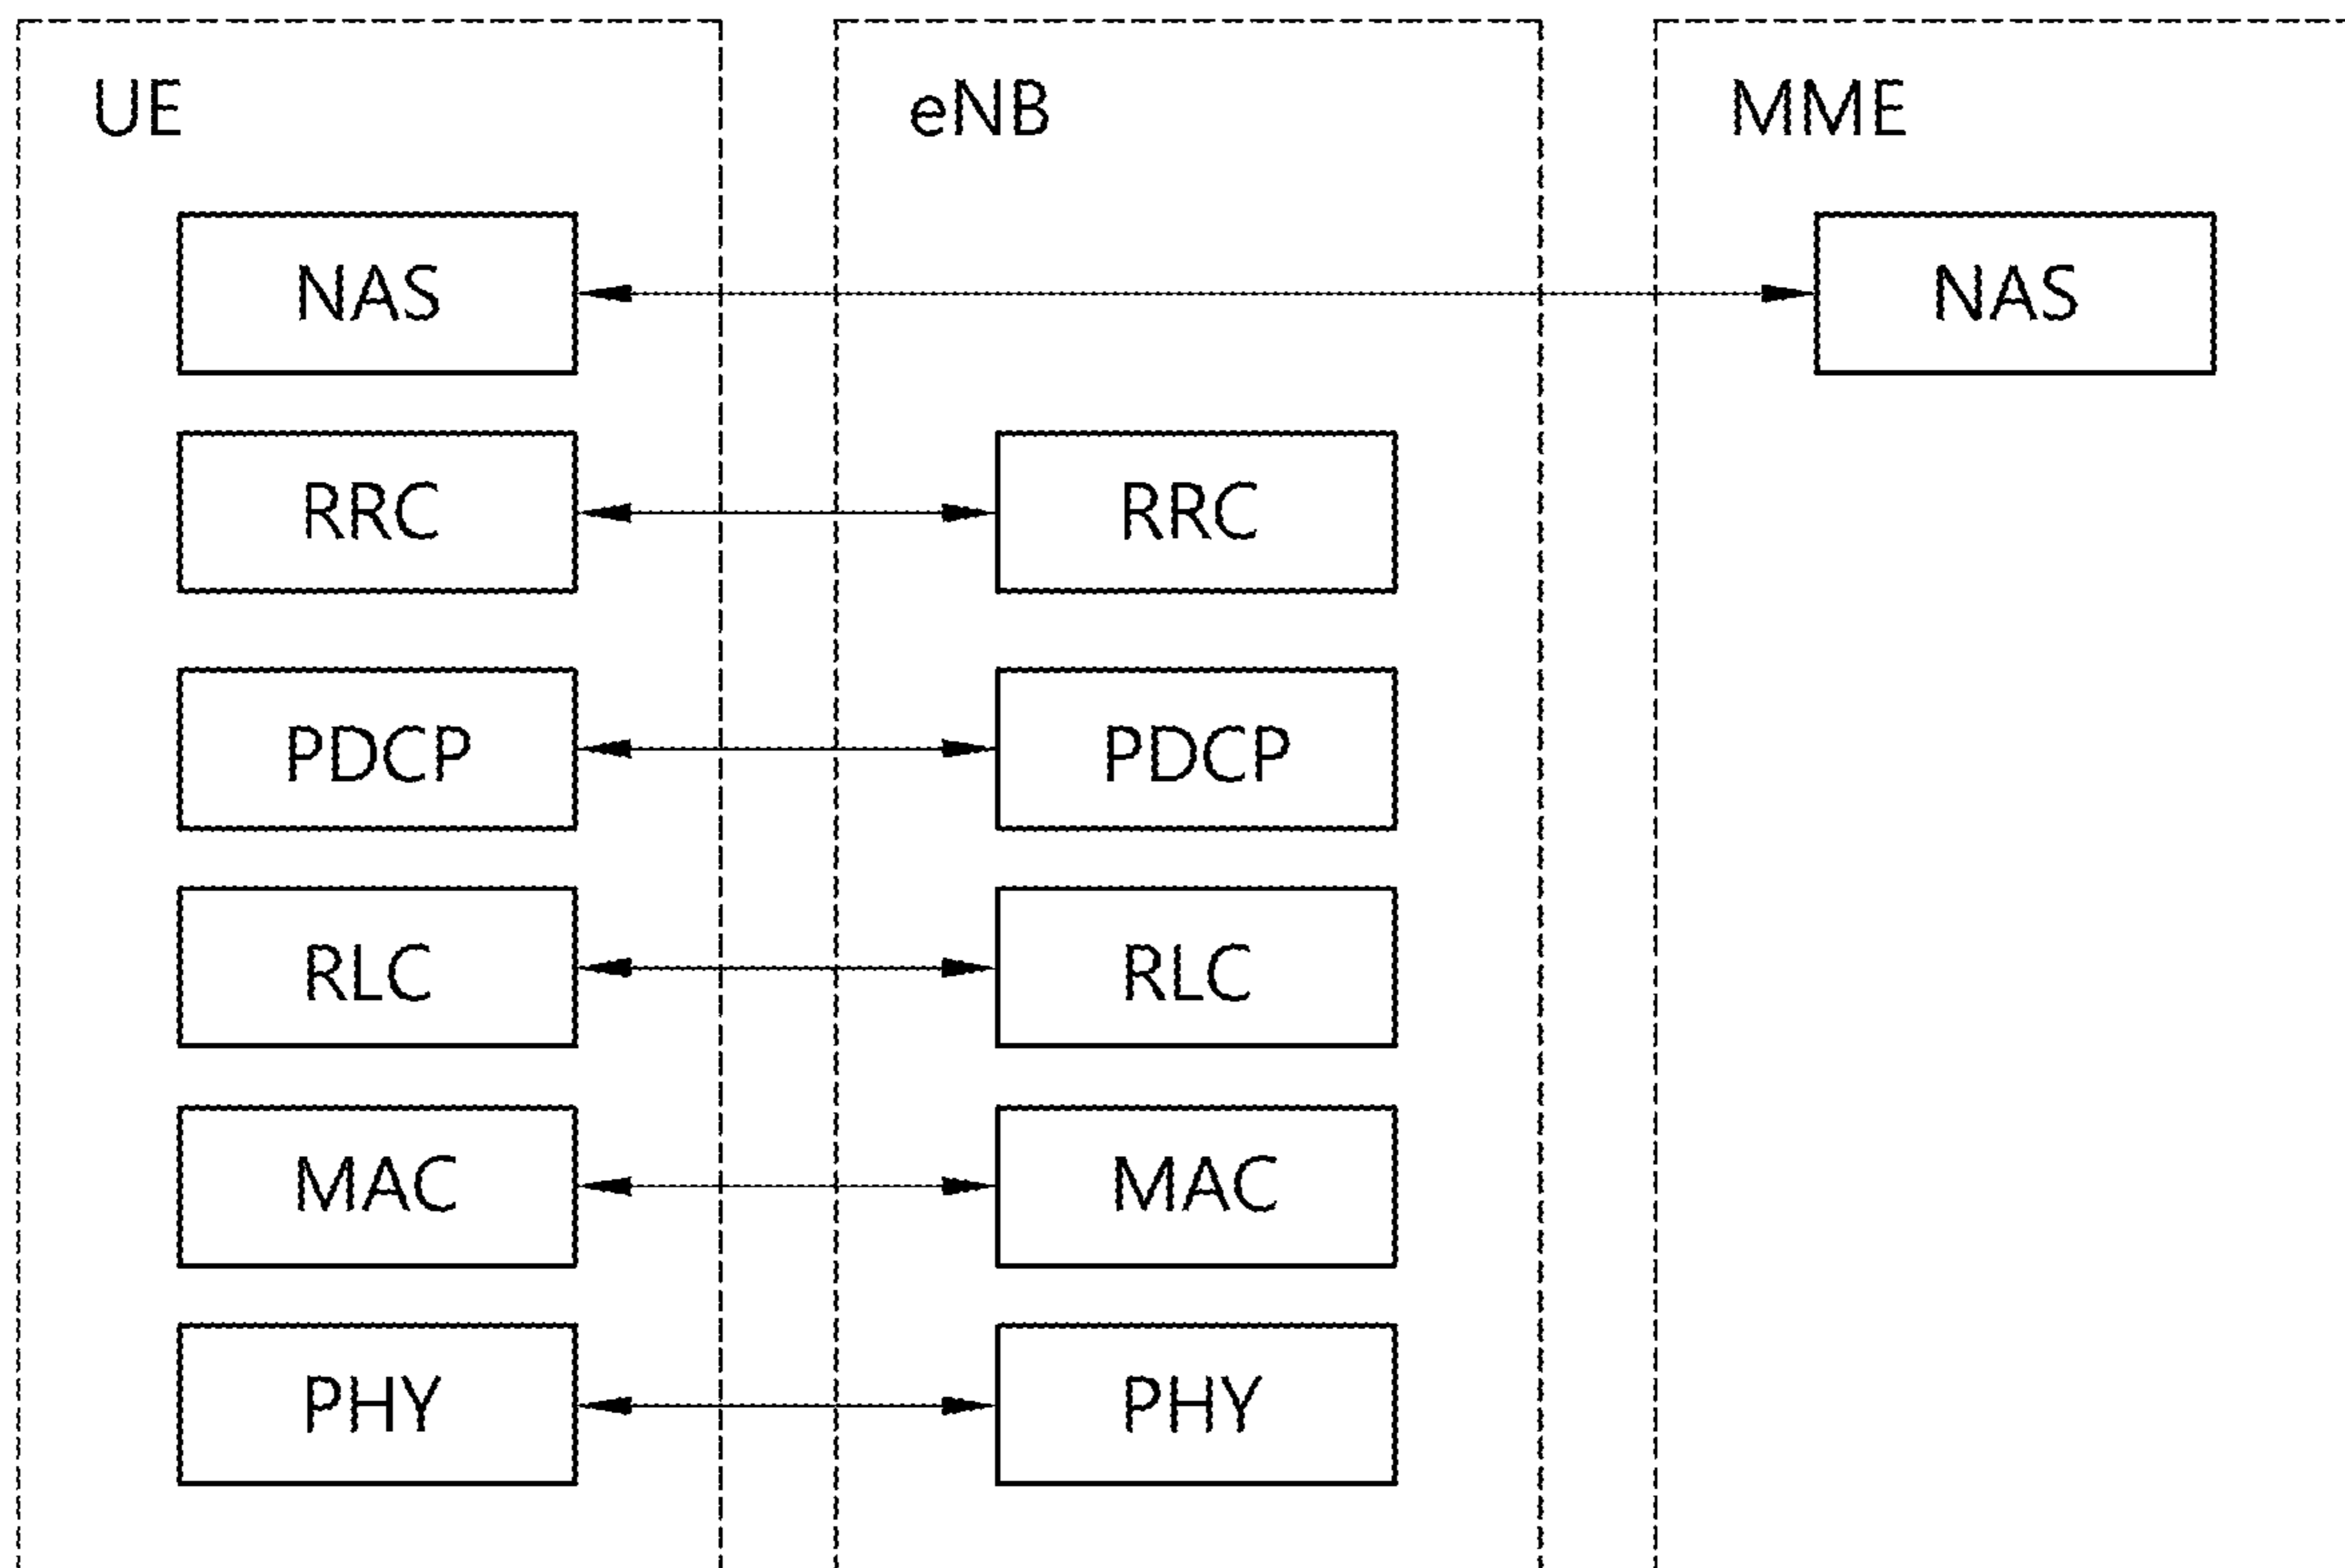 UE eNB MME
NAS NAS
RRC RRC
PDCP PDCP
RLC RLC
MAC MAC
PHY PHY